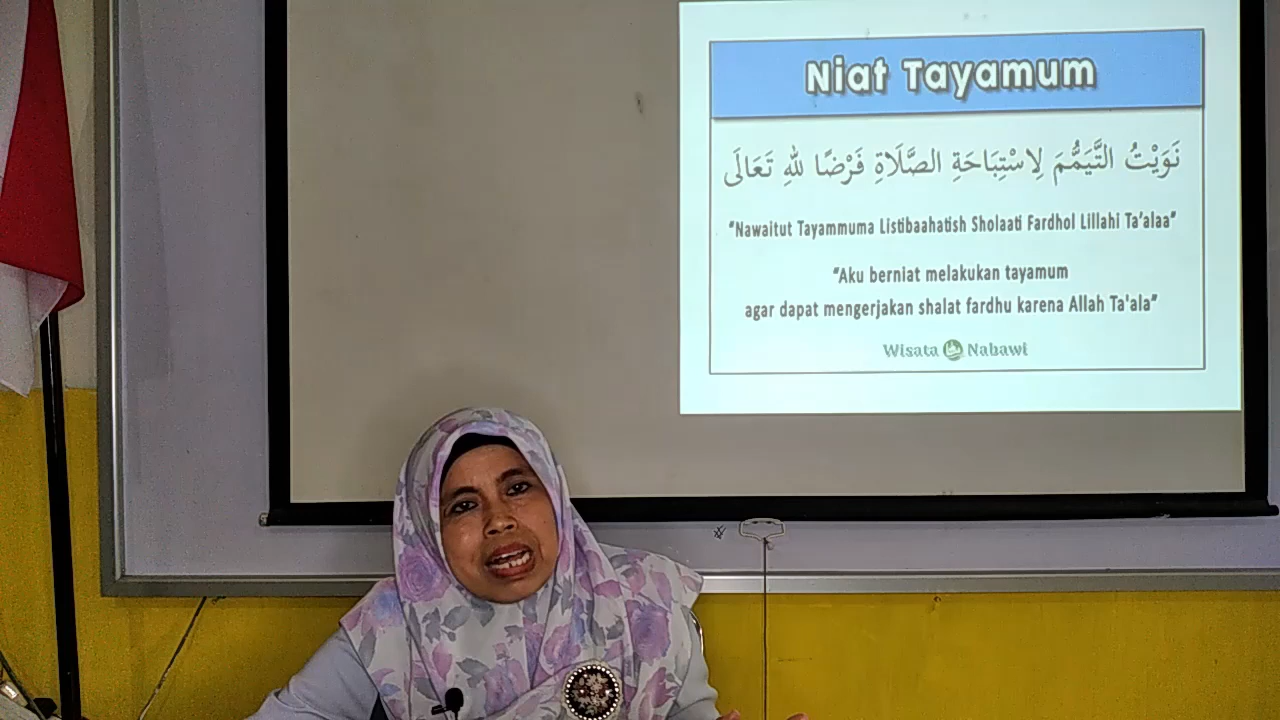 Niat Tayamum
نَوَيْتُ التَّيَمُّمَ لِاسْتِبَاحَةِ الصَّلَاةِ فَرْضًا لِلّٰهِ تَعَالَى
“Nawaitut Tayammuma Listibaahatish Sholaati Fardhol Lillahi Ta’alaa”
“Aku berniat melakukan tayamum
agar dapat mengerjakan shalat fardhu karena Allah Ta'ala”
Wisata Nabawi